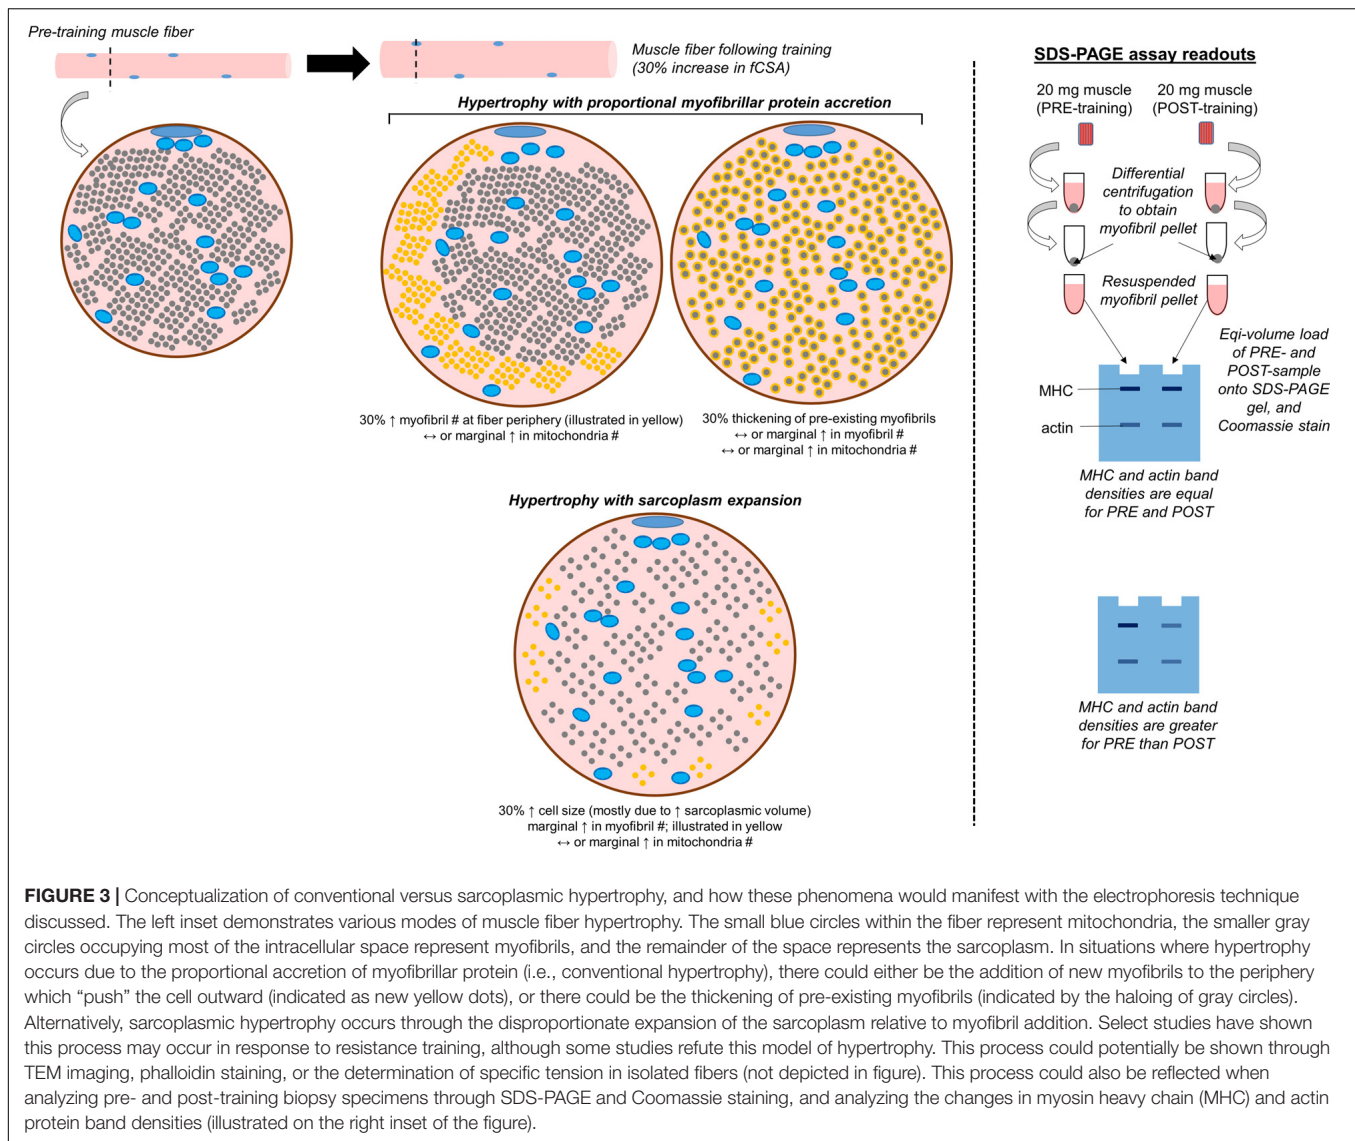 Pre-training muscle fiber
Muscle fiber following training
(30% increase in fCSA)
Hypertrophy with proportional myofibrillar protein accretion
30% ↑ myofibril # at fiber periphery (illustrated in yellow)
↔ or marginal ↑ in mitochondria #
30% thickening of pre-existing myofibrils
↔ or marginal ↑ in myofibril #
↔ or marginal ↑ in mitochondria #
Hypertrophy with sarcoplasm expansion
30% ↑ cell size (mostly due to ↑ sarcoplasmic volume)
marginal ↑ in myofibril #; illustrated in yellow
↔ or marginal ↑ in mitochondria #
SDS-PAGE assay readouts
20 mg muscle
(PRE-training)
20 mg muscle
(POST-training)
Differential
centrifugation
to obtain
myofibril pellet
Resuspended
myofibril pellet
Eqi-volume load
of PRE- and
POST-sample
onto SDS-PAGE
gel, and
Coomassie stain
MHC
actin
MHC and actin band
densities are equal
for PRE and POST
MHC and actin band
densities are greater
for PRE than POST
FIGURE 3 | Conceptualization of conventional versus sarcoplasmic hypertrophy, and how these phenomena would manifest with the electrophoresis technique
discussed. The left inset demonstrates various modes of muscle fiber hypertrophy. The small blue circles within the fiber represent mitochondria, the smaller gray
circles occupying most of the intracellular space represent myofibrils, and the remainder of the space represents the sarcoplasm. In situations where hypertrophy
occurs due to the proportional accretion of myofibrillar protein (i.e., conventional hypertrophy), there could either be the addition of new myofibrils to the periphery
which “push” the cell outward (indicated as new yellow dots), or there could be the thickening of pre-existing myofibrils (indicated by the haloing of gray circles).
Alternatively, sarcoplasmic hypertrophy occurs through the disproportionate expansion of the sarcoplasm relative to myofibril addition. Select studies have shown
this process may occur in response to resistance training, although some studies refute this model of hypertrophy. This process could potentially be shown through
TEM imaging, phalloidin staining, or the determination of specific tension in isolated fibers (not depicted in figure). This process could also be reflected when
analyzing pre- and post-training biopsy specimens through SDS-PAGE and Coomassie staining, and analyzing the changes in myosin heavy chain (MHC) and actin
protein band densities (illustrated on the right inset of the figure).